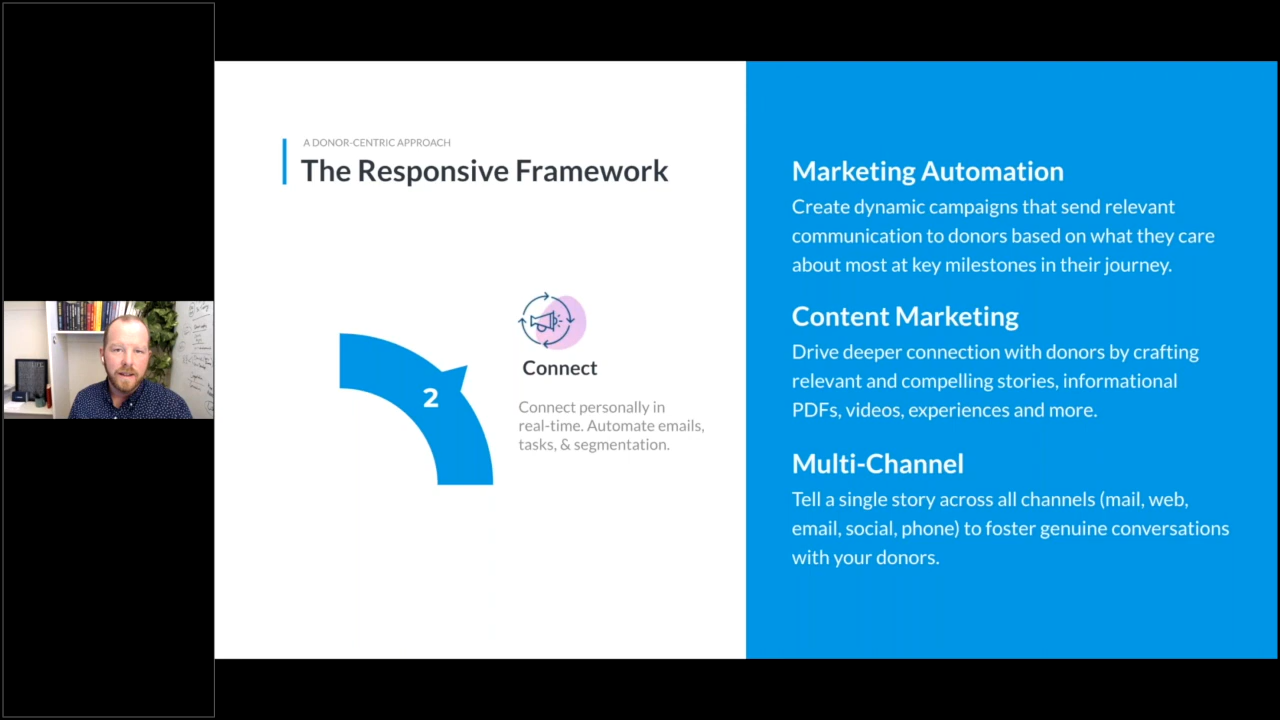 A DONOR-CENTRIC APPROACH
The Responsive Framework
2
Connect
Connect personally in
real-time. Automate emails,
tasks, & segmentation.
Marketing Automation
Create dynamic campaigns that send relevant
communication to donors based on what they care
about most at key milestones in their journey.
Content Marketing
Drive deeper connection with donors by crafting
relevant and compelling stories, informational
PDFs, videos, experiences and more.
Multi-Channel
Tell a single story across all channels (mail, web,
email, social, phone) to foster genuine conversations
with your donors.